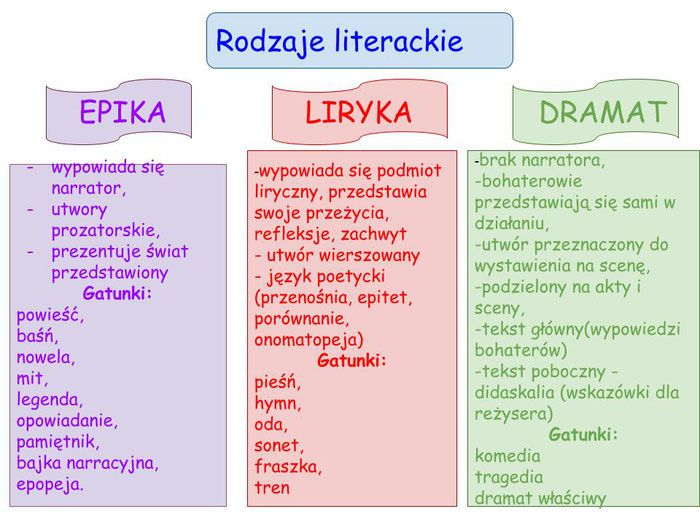 Rodzaje literackie
EPIKA
- wypowiada się
narrator,
- utwory
prozatorskie,
- prezentuje świat
przedstawiony
Gatunki:
powieść,
baśń,
nowela,
mit,
legenda,
opowiadanie,
pamiętnik,
bajka narracyjna,
epopeja.
LIRYKA
-wypowiada się podmiot
liryczny, przedstawia
swoje przeżycia,
refleksje, zachwyt
- utwór wierszowany
- język poetycki
(przenośnia, epitet,
porównanie,
onomatopeja)
Gatunki:
pieśń,
hymn,
oda,
sonet,
fraszka,
tren
DRAMAT
-brak narratora,
-bohaterowie
przedstawiają się sami w
działaniu,
-utwór przeznaczony do
wystawienia na scenę,
-podzielony na akty i
sceny,
-tekst główny(wypowiedzi
bohaterów)
-tekst poboczny -
didaskalia (wskazówki dla
reżysera)
Gatunki:
komedia
tragedia
dramat właściwy